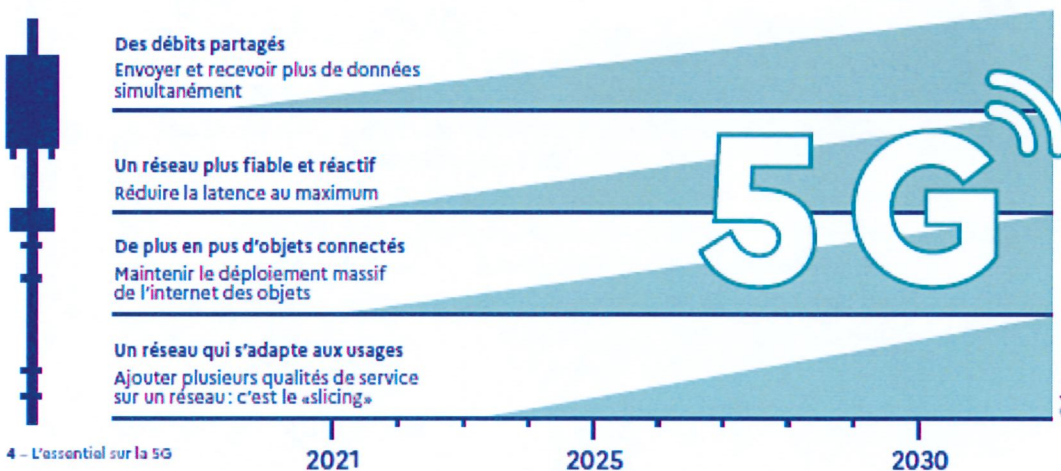 Des débits partagés
Envoyer et recevoir plus de données
simultanément
Un réseau plus fiable et réactif
Réduire la latence au maximum
5G
De plus en pus d'objets connectés
Maintenir le déploiement massif
de l'internet des objets
Un réseau qui s'adapte aux usages
Ajouter plusieurs qualités de service
sur un réseau : c'est le «slicing»
4 – L'essentiel sur la 5G
2021
2025
2030